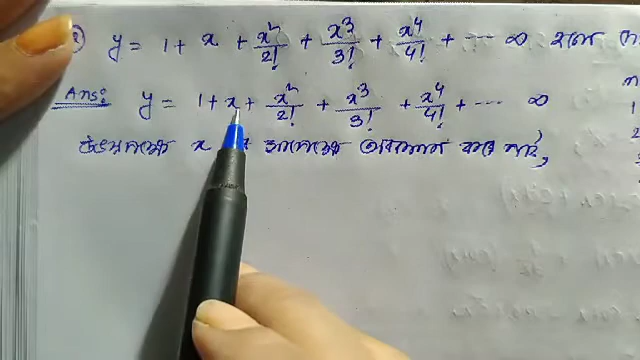 y = 1 + x + x²/2! + x³/3! + x⁴/4! + ··· ∞ হলে
Ans: y = 1 + x + x²/2! + x³/3! + x⁴/4! + ··· ∞,
উভয়পক্ষে x এর সাপেক্ষে অবকলন করে পাই,